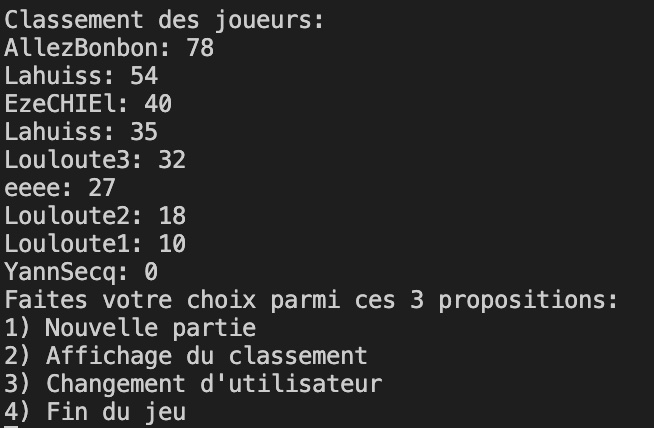 Classement des joueurs:
AllezBonbon: 78
Lahuiss: 54
EzeCHIEl: 40
Lahuiss: 35
Louloute3: 32
eeee: 27
Louloute2: 18
Louloute1: 10
YannSecq: 0
Faites votre choix parmi ces 3 propositions:
1) Nouvelle partie
2) Affichage du classement
3) Changement d'utilisateur
4) Fin du jeu